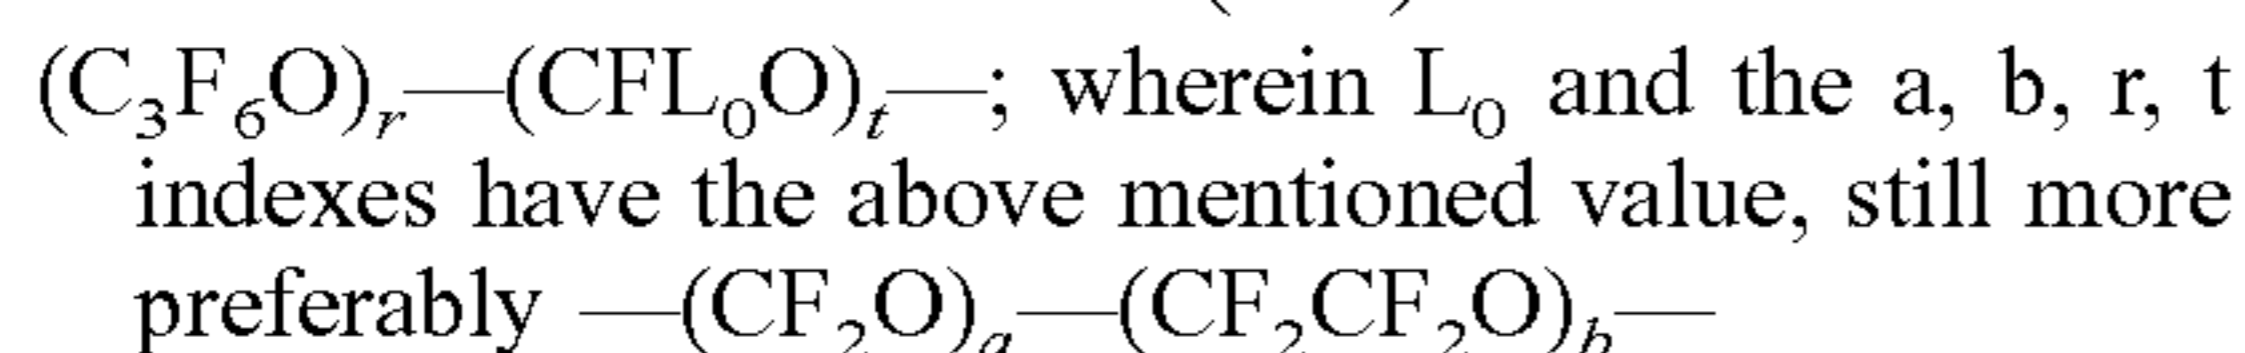 (C₃F₆O)ᵣ—(CFL₀O)ₜ—; wherein L₀ and the a, b, r, t
indexes have the above mentioned value, still more
preferably —(CF₂O)ₐ—(CF₂CF₂O)b—